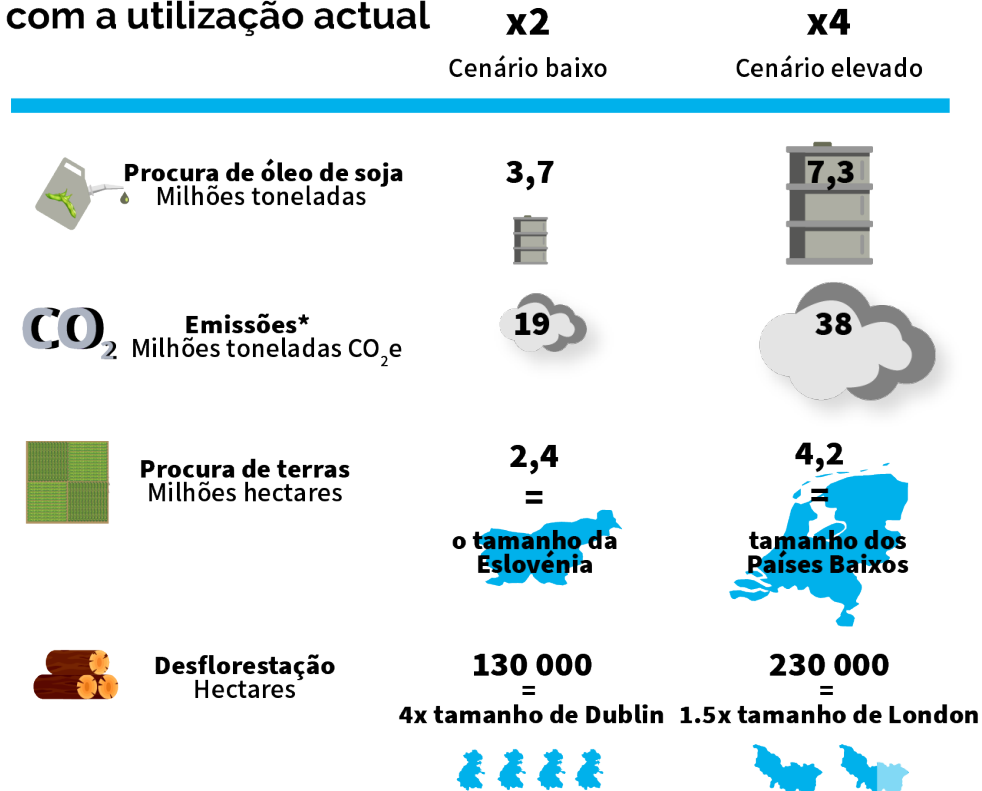 com a utilização actual
x2
x4
Cenário baixo
Cenário elevado
Procura de óleo de soja
Milhões toneladas
3,7
7,3
CO2
Emissões*
Milhões toneladas CO2e
19
38
Procura de terras
Milhões hectares
2,4
=
o tamanho da
Eslovénia
4,2
=
tamanho dos
Países Baixos
Desflorestação
Hectares
130 000
=
4x tamanho de Dublin
230 000
=
1.5x tamanho de London